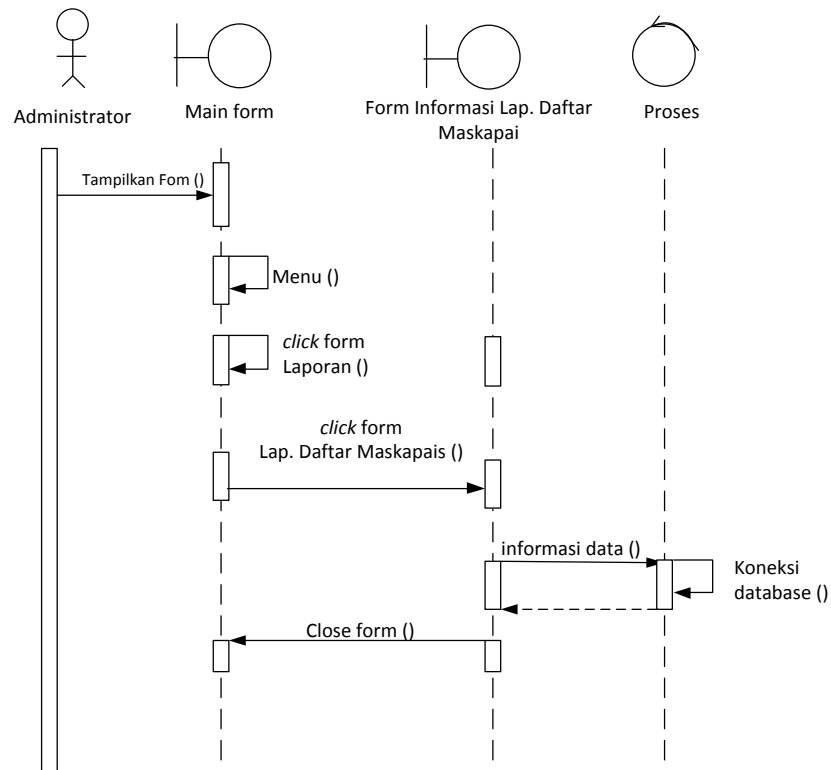 Administrator
Main form
Form Informasi Lap. Daftar
Maskapai
Proses
Tampilkan Fom ()
Menu ()
click form
Laporan ()
click form
Lap. Daftar Maskapais ()
informasi data ()
Koneksi
database ()
Close form ()